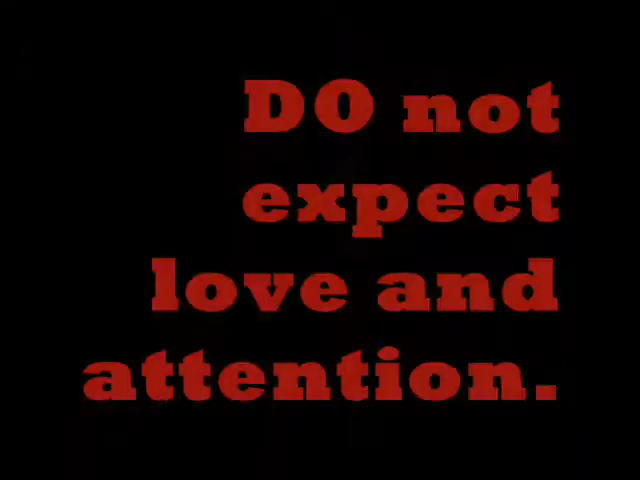 DO not
expect
love and
attention.